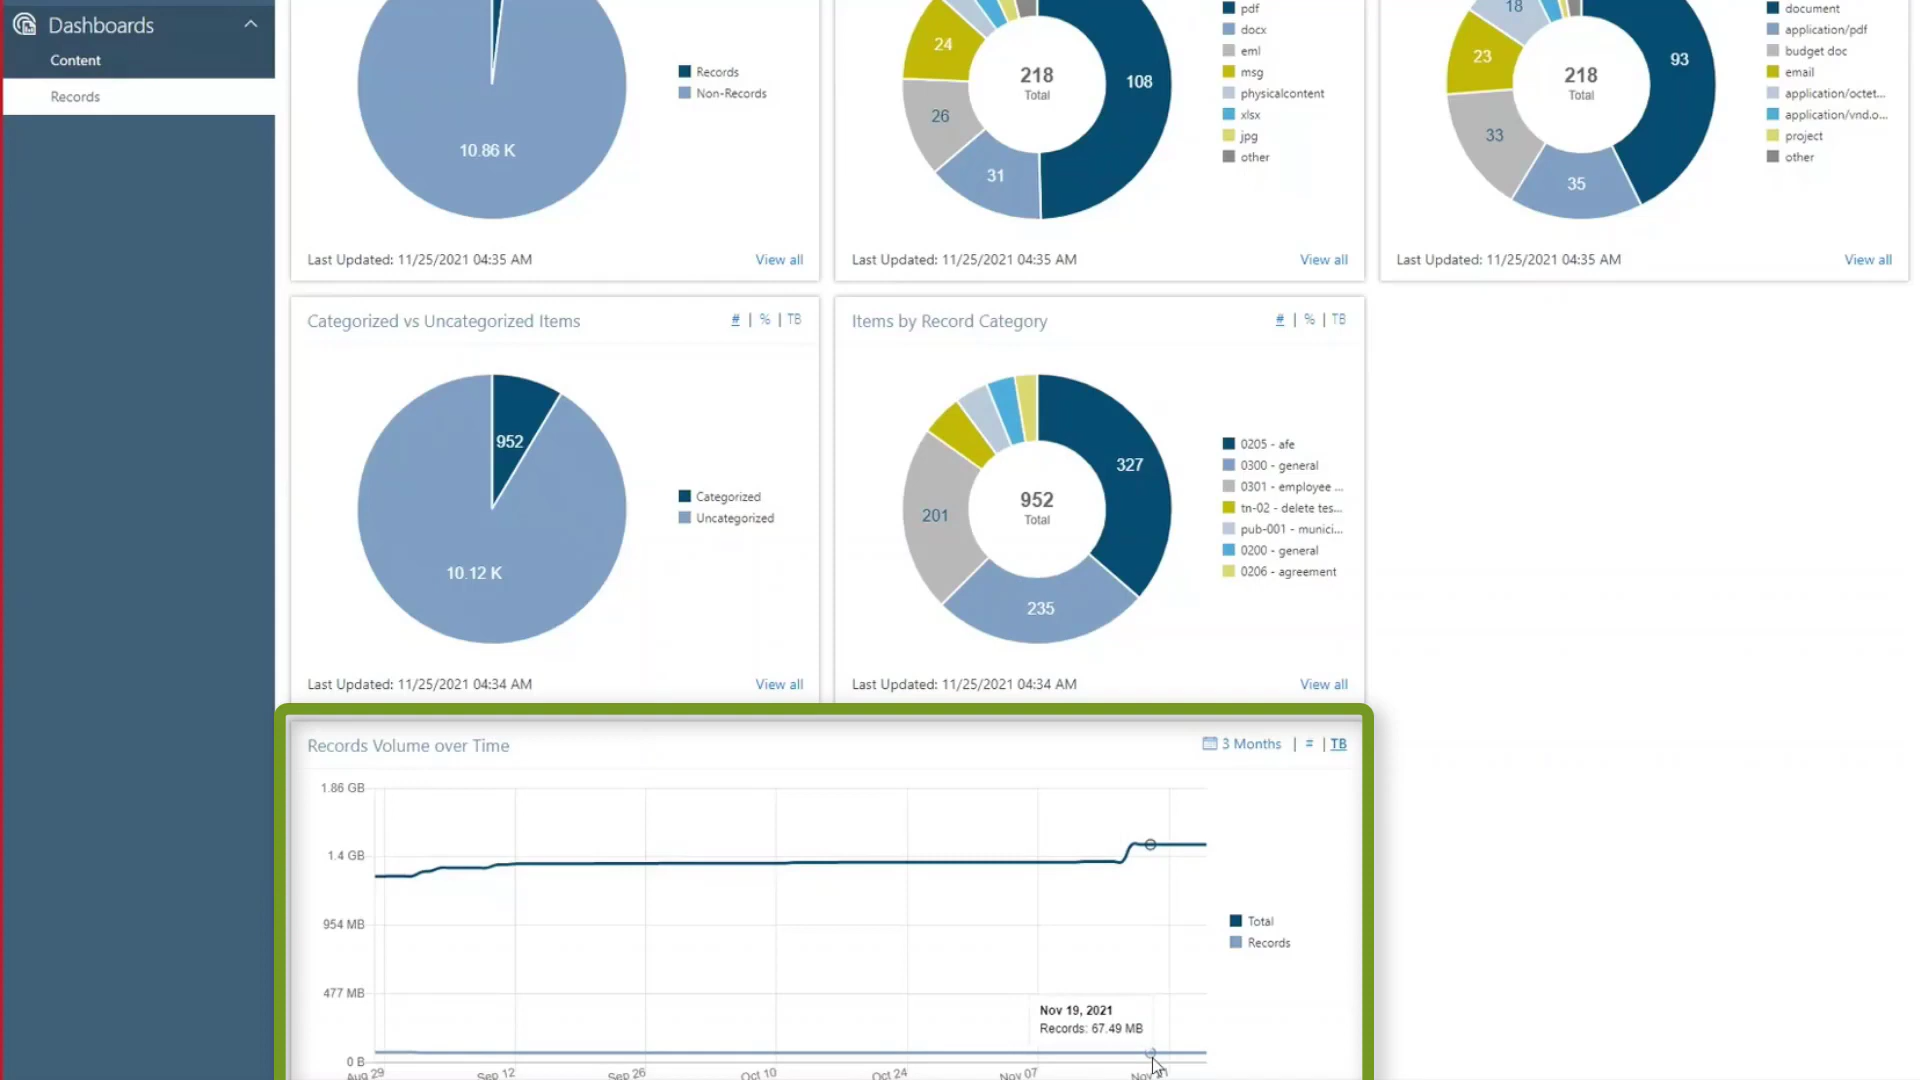 Dashboards
Content
Records
10.86 K
Records
Non-Records
Last Updated: 11/25/2021 04:35 AM
View all
24
26
31
108
218
Total
pdf
docx
eml
msg
physicalcontent
xlsx
jpg
other
Last Updated: 11/25/2021 04:35 AM
View all
18
23
33
35
93
218
Total
document
application/pdf
budget doc
email
application/octet...
application/vnd.o...
project
other
Last Updated: 11/25/2021 04:35 AM
View all
Categorized vs Uncategorized Items
# | % | TB
952
10.12 K
Categorized
Uncategorized
Last Updated: 11/25/2021 04:34 AM
View all
Items by Record Category
# | % | TB
327
201
235
952
Total
0205 - afe
0300 - general
0301 - employee ...
tn-02 - delete tes...
pub-001 - munici...
0200 - general
0206 - agreement
Last Updated: 11/25/2021 04:34 AM
View all
Records Volume over Time
3 Months | # | TB
1.86 GB
1.4 GB
954 MB
477 MB
0 B
Total
Records
Nov 19, 2021
Records: 67.49 MB
Aug 29
Sep 12
Sep 26
Oct 10
Oct 24
Nov 07
Nov